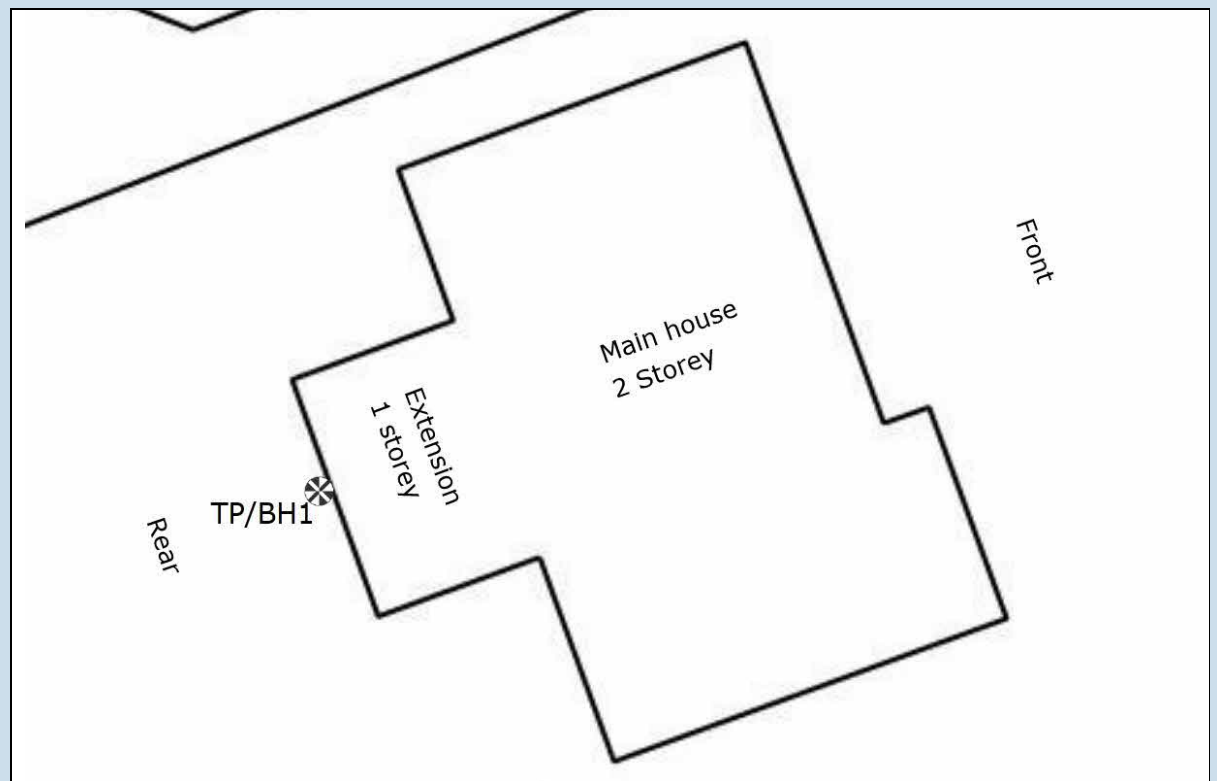 Front
Main house
2 Storey
Extension
1 storey
TP/BH1
Rear